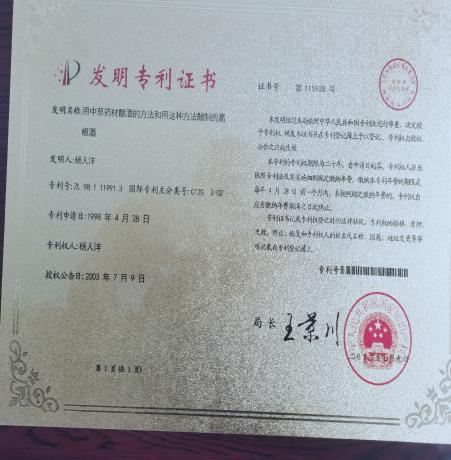 发明专利证书
证书号 第 115938 号
发明名称:用中草药材酿酒的方法和用这种方法酿制的葛
根酒
发明人:杨人沣
专利号:ZL 98 1 11991.3 国际专利主分类号:C12G 3/02
专利申请日:1998 年 4 月 28 日
专利权人:杨人沣
授权公告日:2003 年 7 月 9 日
本发明经过本局依照中华人民共和国专利法进行审查,决定授
予专利权,颁发本证书并在专利登记簿上予以登记。专利权自授权
公告之日起生效。
本专利的专利权期限为二十年,自申请日起算。专利权人应当
依照专利法及其实施细则规定缴纳年费。缴纳本专利年费的期限是
每年 4 月 28 日前一个月内。未按照规定缴纳年费的,专利权自
应当缴纳年费期满之日起终止。
专利证书记载专利权登记时的法律状况。专利权的转移、质押、
无效、终止、恢复和专利权人的姓名或名称、国籍、地址变更等事
项记载在专利登记簿上。
专利号
局长 王景川
第 1 页(共 1 页)